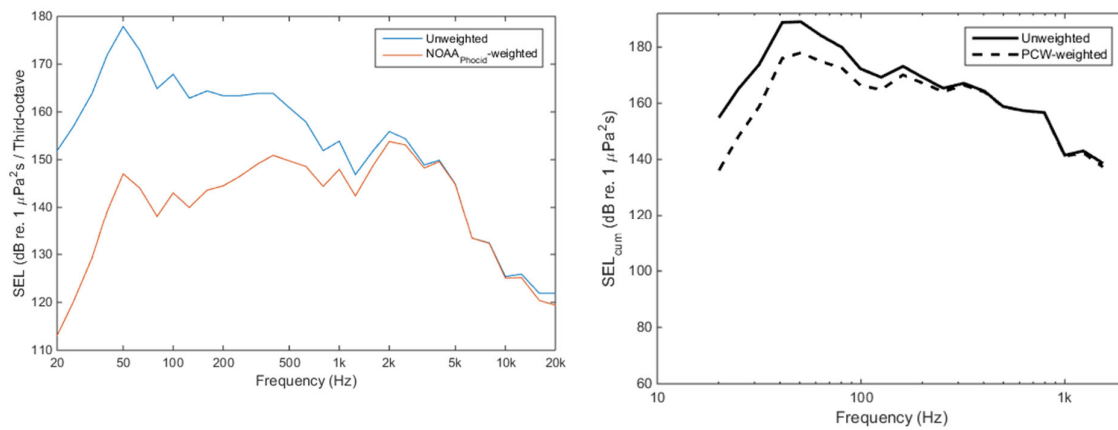 180
170
160
150
140
130
120
110
SEL (dB re. 1 μPa²s / Third-octave
Unweighted
NOAAPhocid-weighted
20 50 100 200 500 1k 2k 5k 10k 20k
Frequency (Hz)
180
160
140
120
100
80
60
SELcum (dB re. 1 μPa²s)
Unweighted
PCW-weighted
10 100 1k
Frequency (Hz)